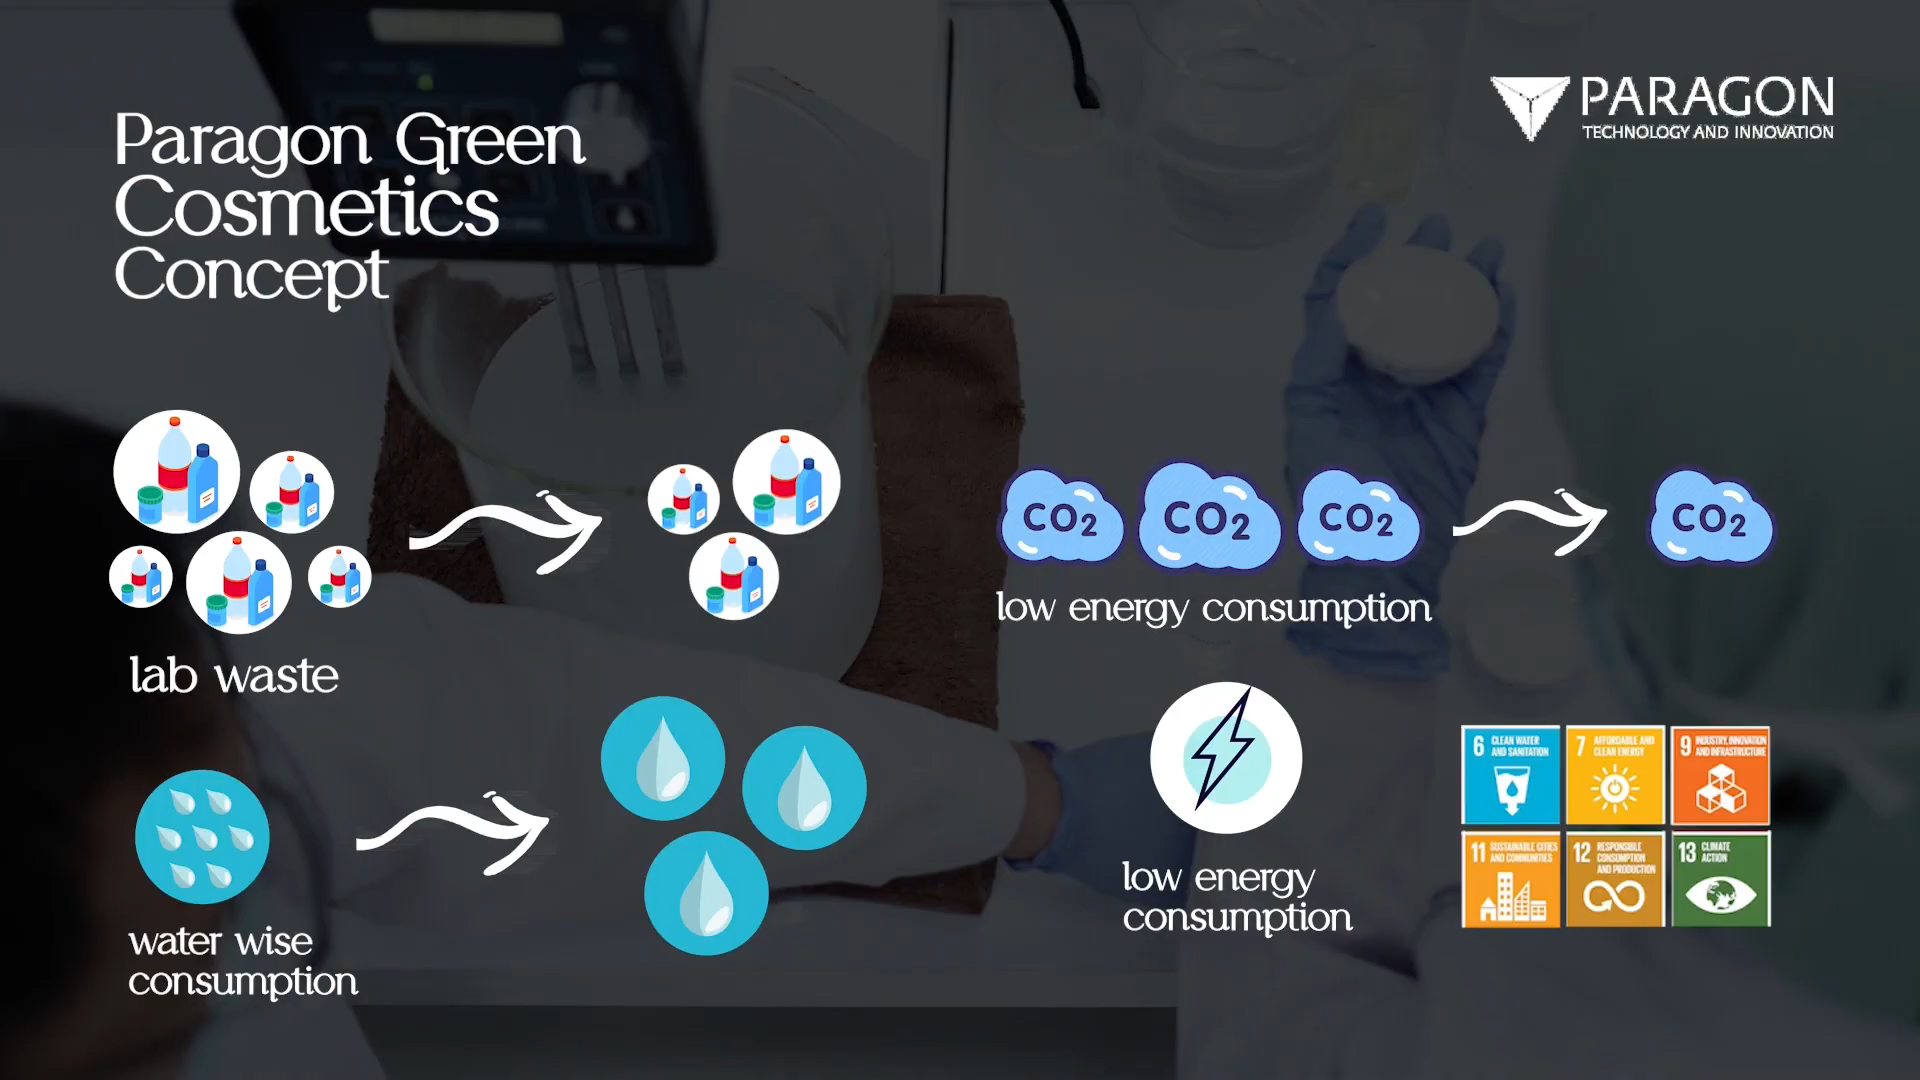 Paragon Green
Cosmetics
Concept
PARAGON
TECHNOLOGY AND INNOVATION
lab waste
CO2
CO2
CO2
CO2
low energy consumption
water wise
consumption
low energy
consumption
6 CLEAN WATER
AND SANITATION
7 AFFORDABLE AND
CLEAN ENERGY
9 INDUSTRY, INNOVATION
AND INFRASTRUCTURE
11 SUSTAINABLE CITIES
AND COMMUNITIES
12 RESPONSIBLE
CONSUMPTION
AND PRODUCTION
13 CLIMATE
ACTION